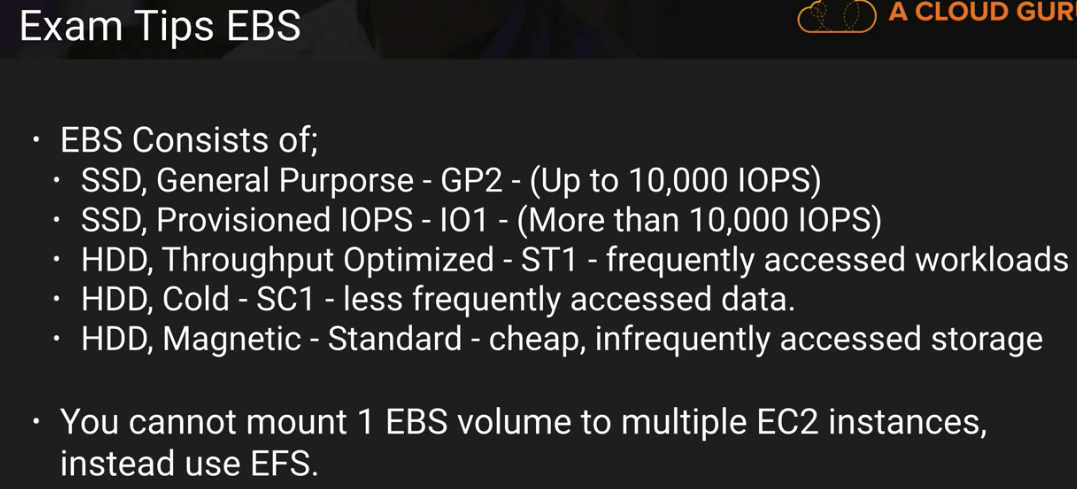 Exam Tips EBS
A CLOUD GUR
• EBS Consists of;
• SSD, General Purporse - GP2 - (Up to 10,000 IOPS)
• SSD, Provisioned IOPS - IO1 - (More than 10,000 IOPS)
• HDD, Throughput Optimized - ST1 - frequently accessed workloads
• HDD, Cold - SC1 - less frequently accessed data.
• HDD, Magnetic - Standard - cheap, infrequently accessed storage
• You cannot mount 1 EBS volume to multiple EC2 instances,
instead use EFS.